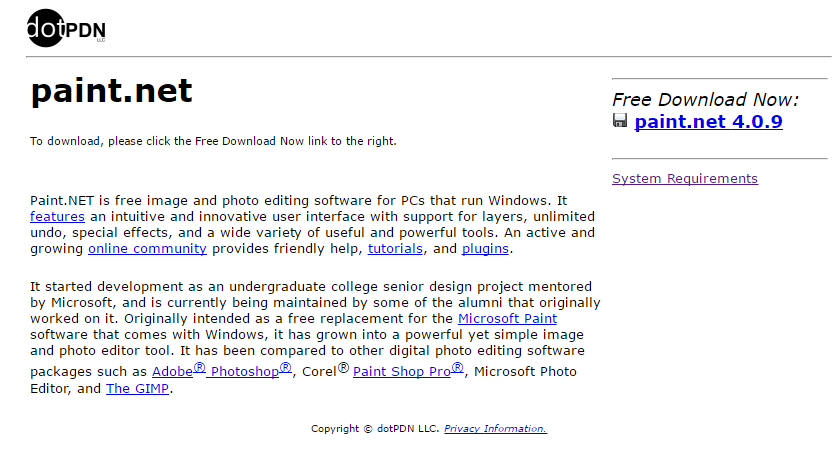 dotPDN
LLC
paint.net
To download, please click the Free Download Now link to the right.
Free Download Now:
paint.net 4.0.9
System Requirements
Paint.NET is free image and photo editing software for PCs that run Windows. It
features an intuitive and innovative user interface with support for layers, unlimited
undo, special effects, and a wide variety of useful and powerful tools. An active and
growing online community provides friendly help, tutorials, and plugins.
It started development as an undergraduate college senior design project mentored
by Microsoft, and is currently being maintained by some of the alumni that originally
worked on it. Originally intended as a free replacement for the Microsoft Paint
software that comes with Windows, it has grown into a powerful yet simple image
and photo editor tool. It has been compared to other digital photo editing software
packages such as Adobe® Photoshop®, Corel® Paint Shop Pro®, Microsoft Photo
Editor, and The GIMP.
Copyright © dotPDN LLC. Privacy Information.